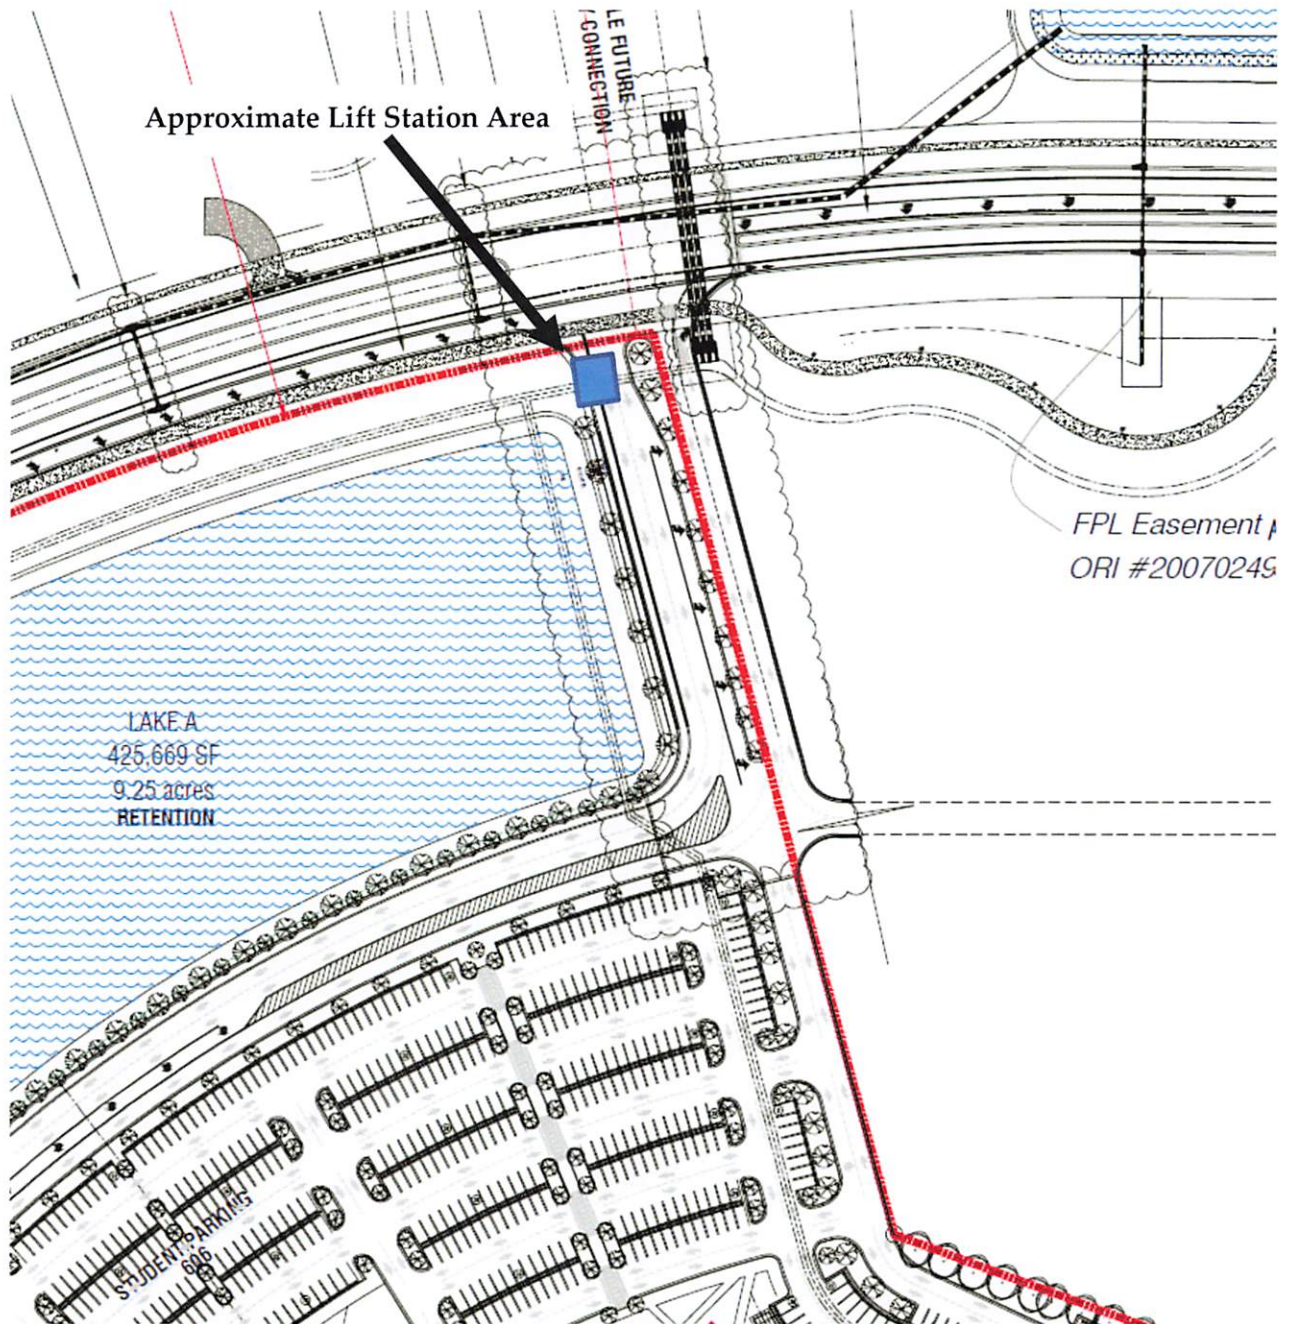 LE FUTURE
Y CONNECTION
Approximate Lift Station Area
FPL Easement
ORI #20070249
LAKE A
425,669 SF
9.25 acres
RETENTION
STUDENT PARKING
606